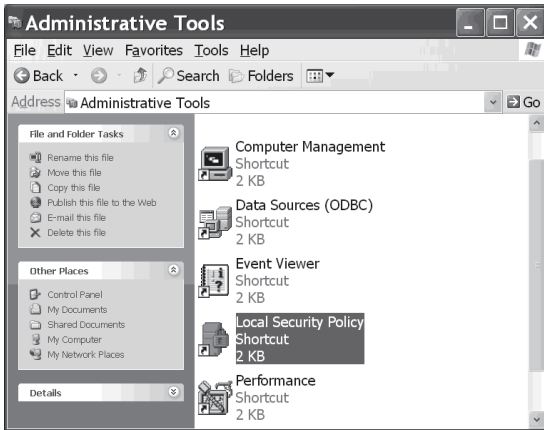 Administrative Tools
File Edit View Favorites Tools Help
Back Search Folders
Address Administrative Tools Go
File and Folder Tasks
Rename this file
Move this file
Copy this file
Publish this file to the Web
E-mail this file
Delete this file
Other Places
Control Panel
My Documents
Shared Documents
My Computer
My Network Places
Details
Computer Management
Shortcut
2 KB
Data Sources (ODBC)
Shortcut
2 KB
Event Viewer
Shortcut
2 KB
Local Security Policy
Shortcut
2 KB
Performance
Shortcut
2 KB